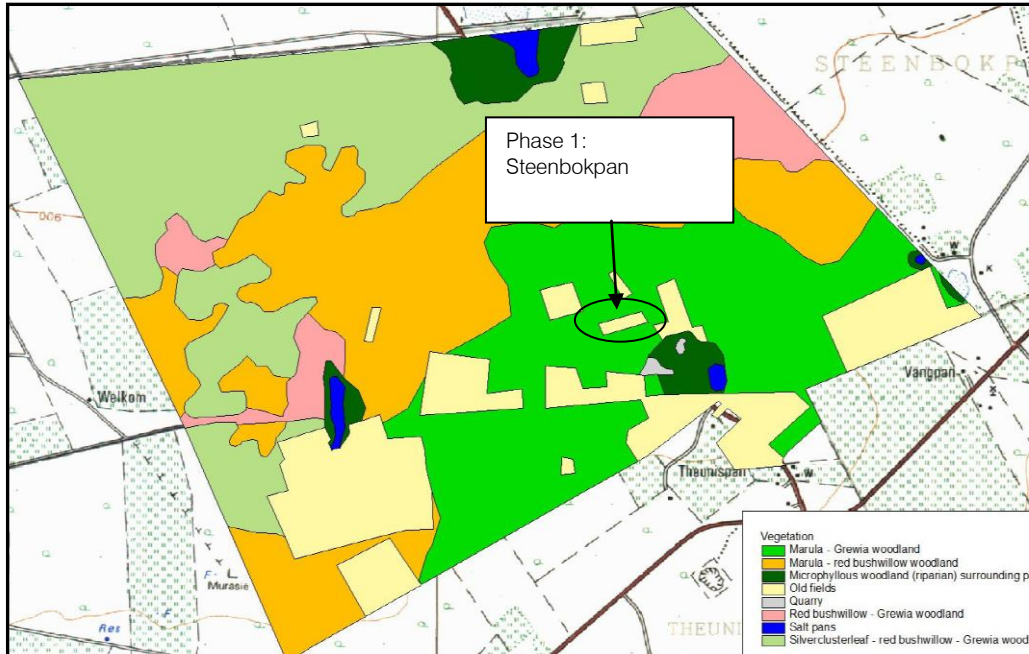 STEENBOKP
Phase 1:
Steenbokpan
900
W
K
Welkom
Vangpan
Theunispan
W
F
Murasie
F
Res
THEUNI
Vegetation
Marula - Grewia woodland
Marula - red bushwillow woodland
Microphyllous woodland (riparian) surrounding p
Old fields
Quarry
Red bushwillow - Grewia woodland
Salt pans
Silverclusterleaf - red bushwillow - Grewia wood